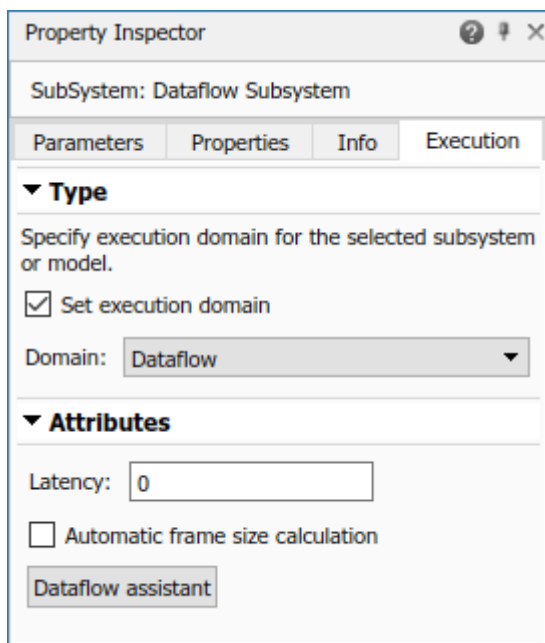 Property Inspector
SubSystem: Dataflow Subsystem
Parameters Properties Info Execution
Type
Specify execution domain for the selected subsystem
or model.
Set execution domain
Domain: Dataflow
Attributes
Latency: 0
Automatic frame size calculation
Dataflow assistant